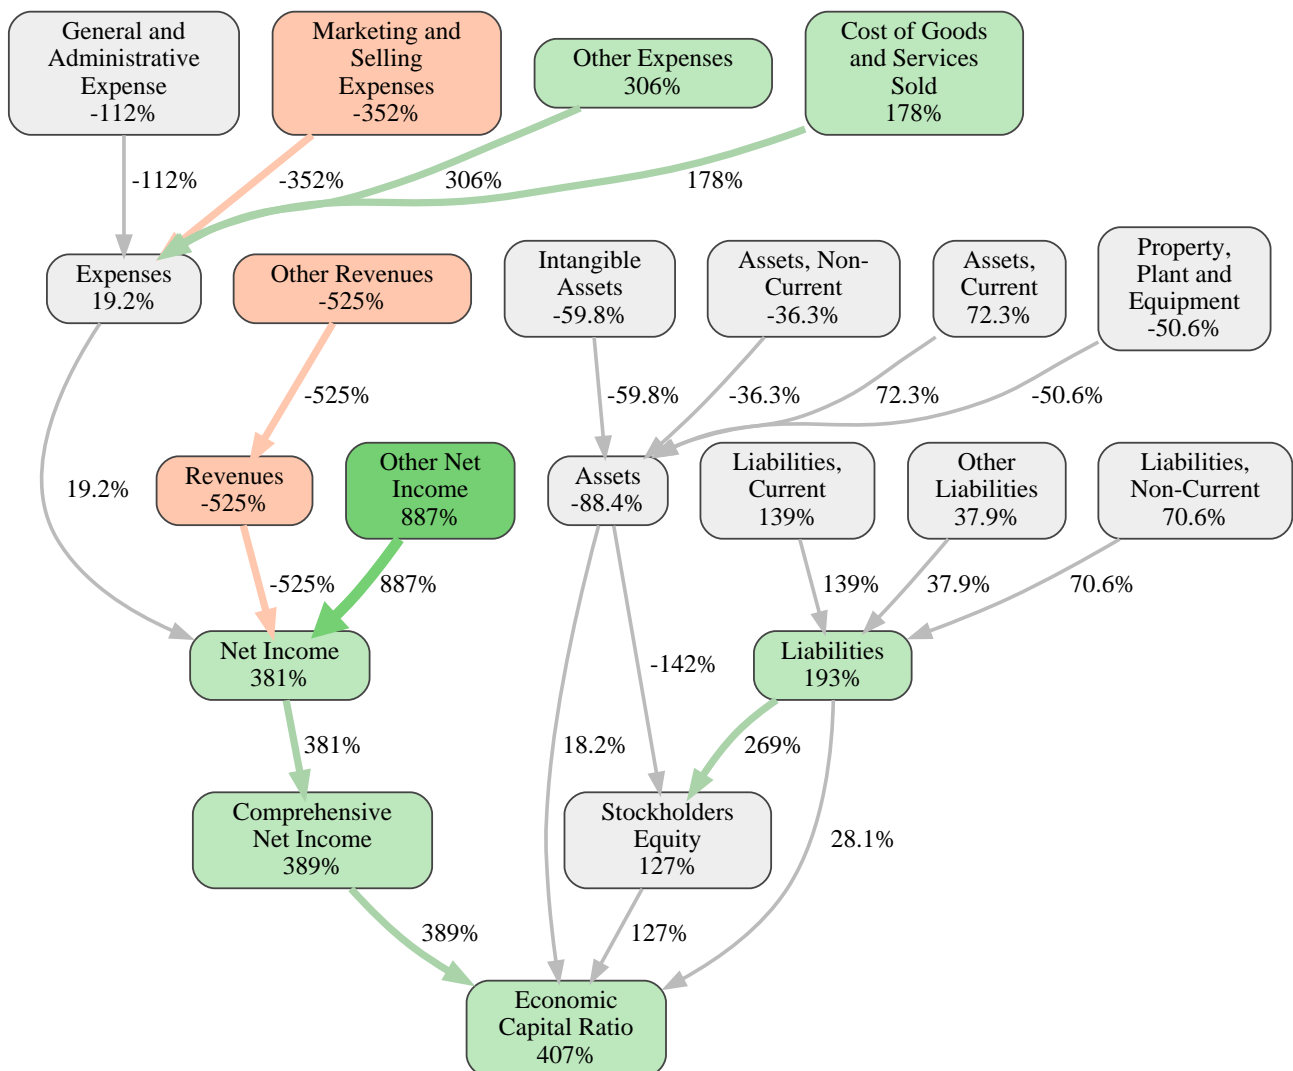 General and
Administrative
Expense
-112%
Marketing and
Selling
Expenses
-352%
Other Expenses
306%
Cost of Goods
and Services
Sold
178%
-112%
-352%
306%
178%
Expenses
19.2%
Other Revenues
-525%
Intangible
Assets
-59.8%
Assets, Non-
Current
-36.3%
Assets,
Current
72.3%
Property,
Plant and
Equipment
-50.6%
-525%
-59.8%
-36.3%
72.3%
-50.6%
19.2%
Revenues
-525%
Other Net
Income
887%
Assets
-88.4%
Liabilities,
Current
139%
Other
Liabilities
37.9%
Liabilities,
Non-Current
70.6%
-525%
887%
139%
37.9%
70.6%
Net Income
381%
-142%
Liabilities
193%
381%
18.2%
269%
Comprehensive
Net Income
389%
Stockholders
Equity
127%
28.1%
389%
127%
Economic
Capital Ratio
407%